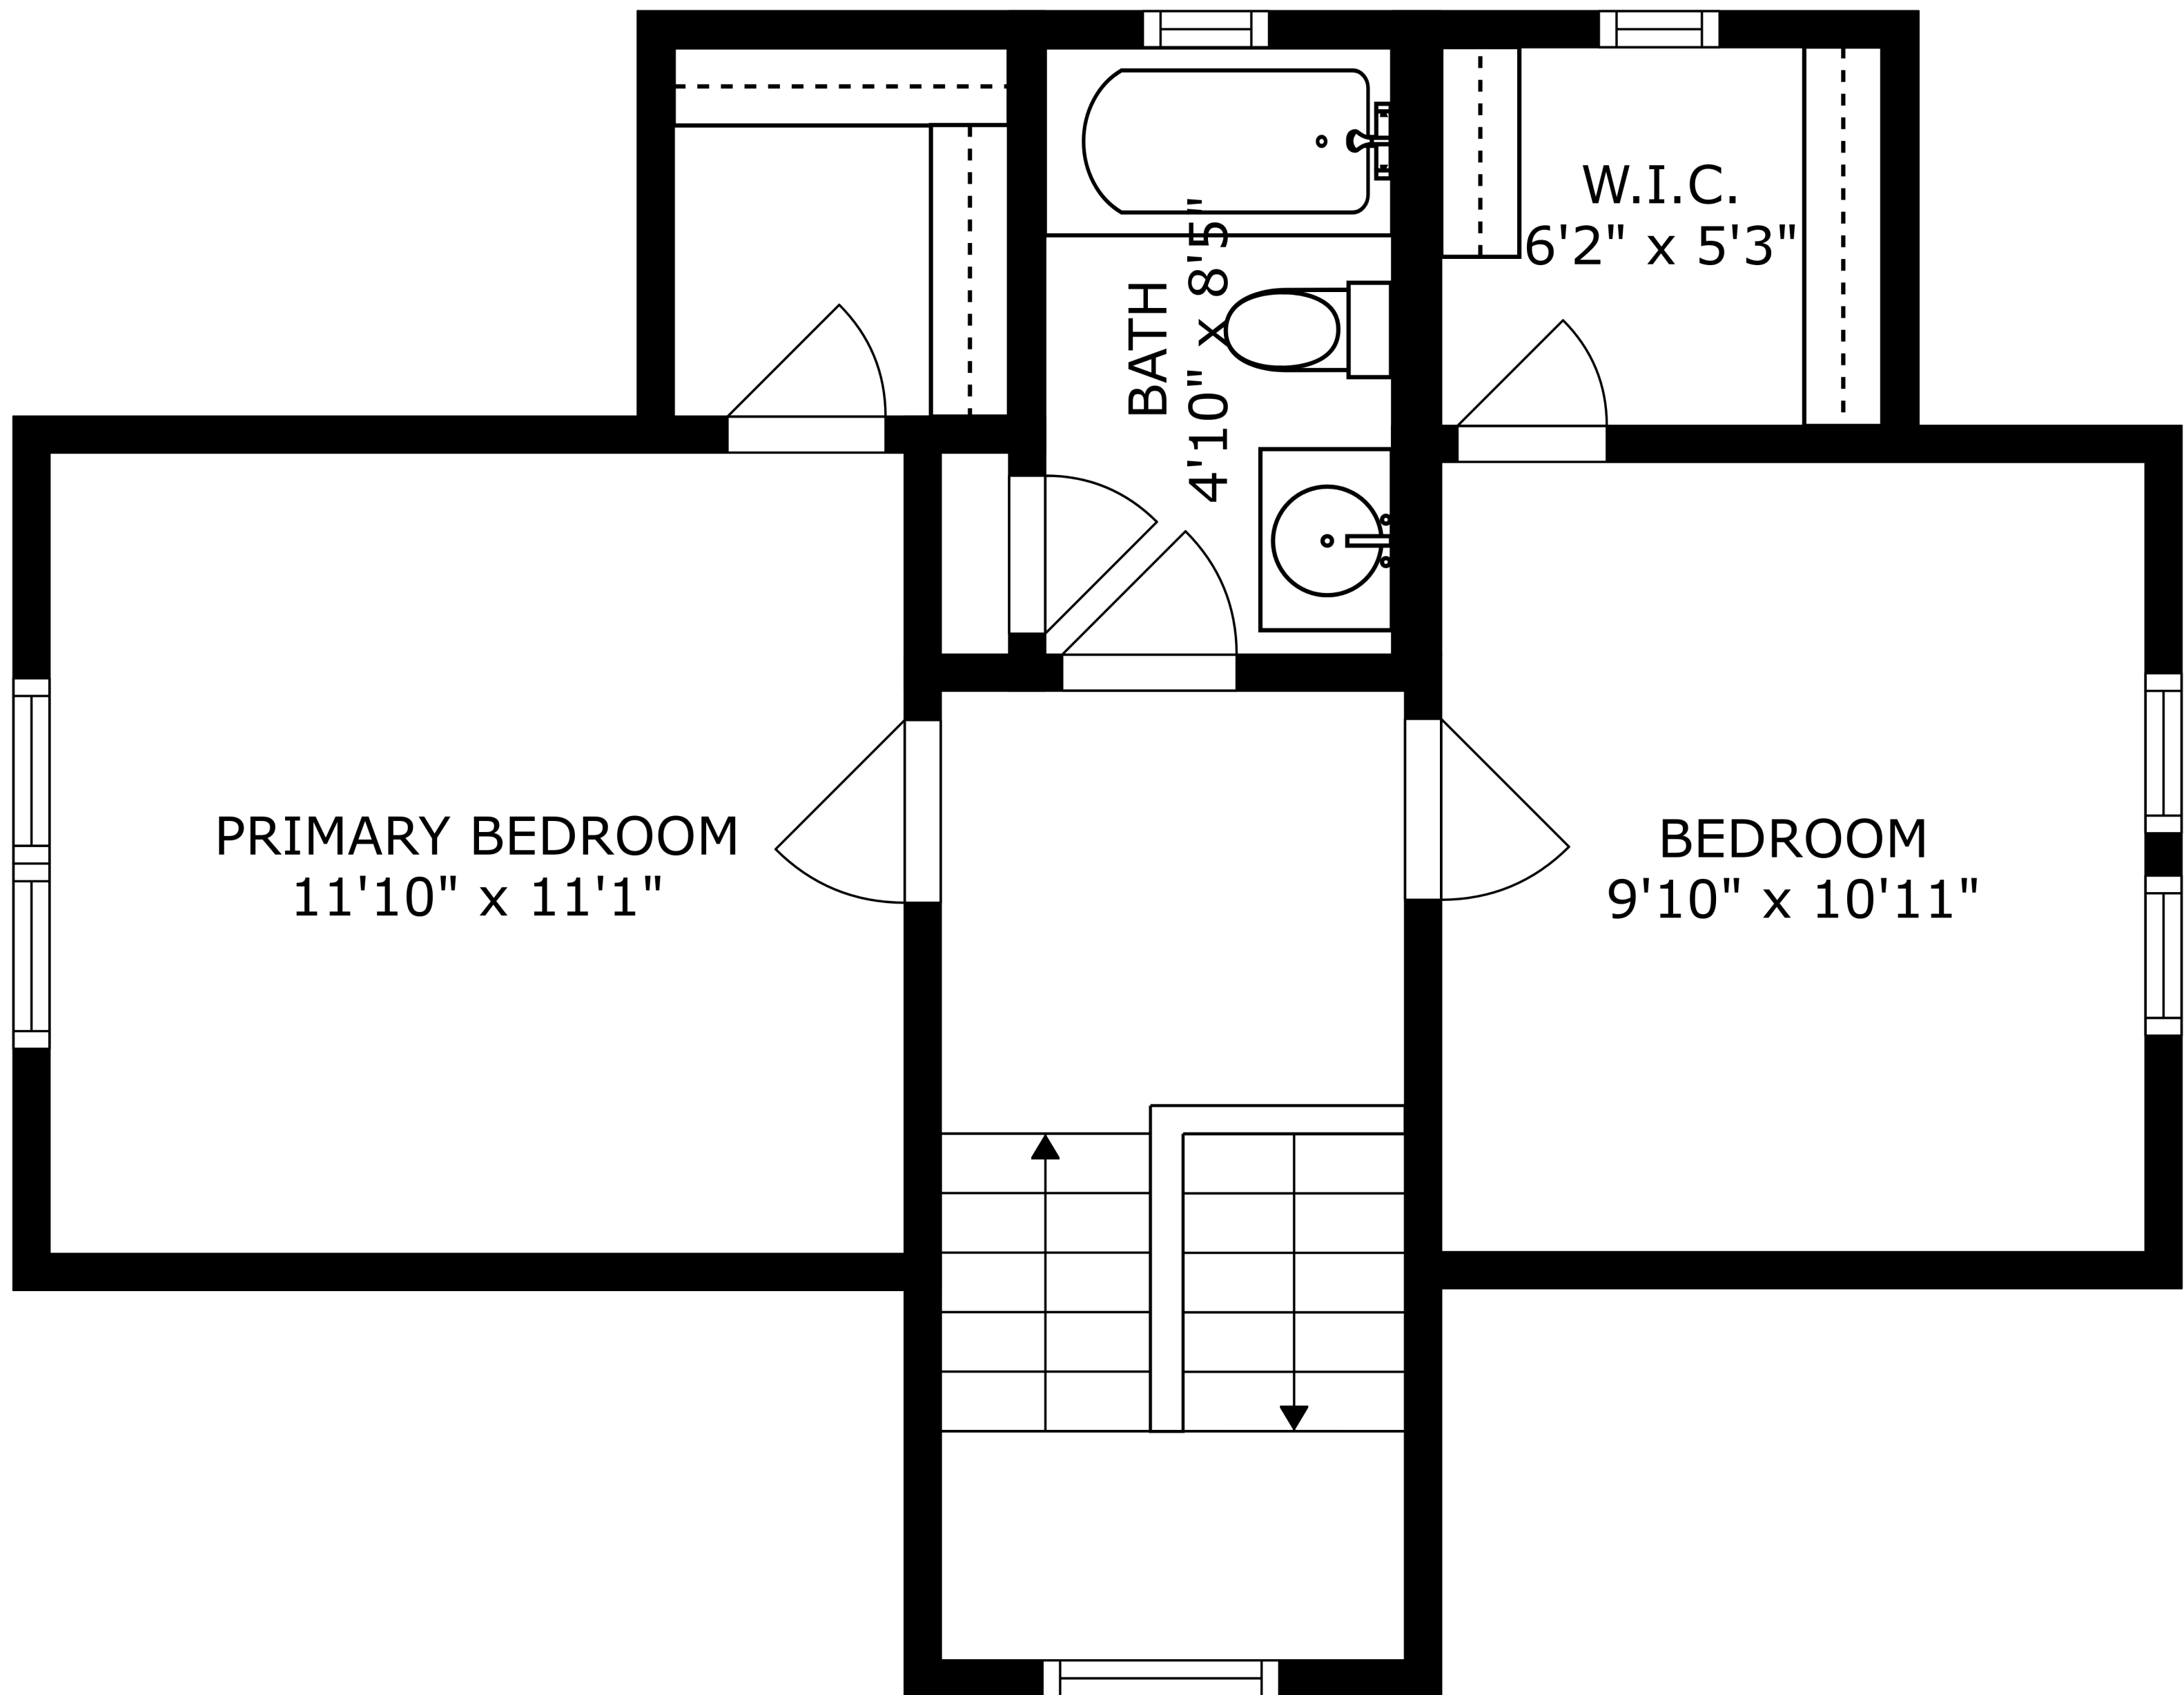 W.I.C.
6'2" x 5'3"
BATH
4'10" x 8'5"
PRIMARY BEDROOM
11'10" x 11'1"
BEDROOM
9'10" x 10'11"